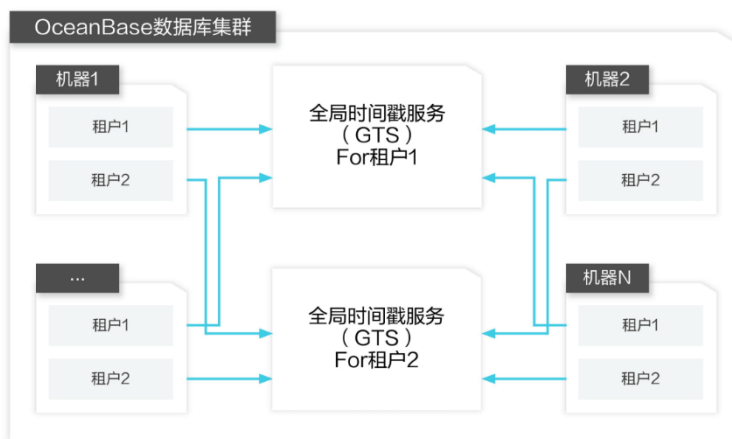 OceanBase数据库集群
机器1
租户1
租户2
全局时间戳服务
（GTS）
For租户1
机器2
租户1
租户2
...
租户1
租户2
全局时间戳服务
（GTS）
For租户2
机器N
租户1
租户2